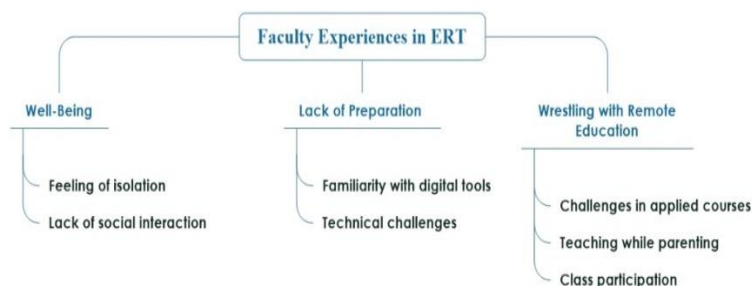 Faculty Experiences in ERT
Well-Being
Feeling of isolation
Lack of social interaction
Lack of Preparation
Familiarity with digital tools
Technical challenges
Wrestling with Remote
Education
Challenges in applied courses
Teaching while parenting
Class participation